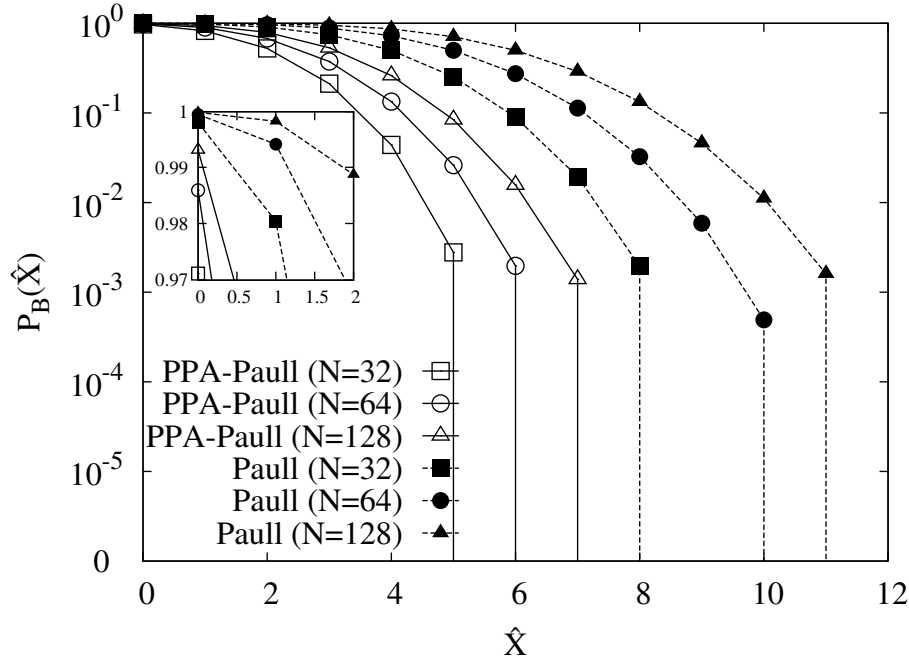 10^0
10^-1
10^-2
10^-3
10^-4
10^-5
0
P_B(X̂)
1
0.99
0.98
0.97
0 0.5 1 1.5 2
PPA-Paull (N=32)
PPA-Paull (N=64)
PPA-Paull (N=128)
Paull (N=32)
Paull (N=64)
Paull (N=128)
0 2 4 6 8 10 12
X̂